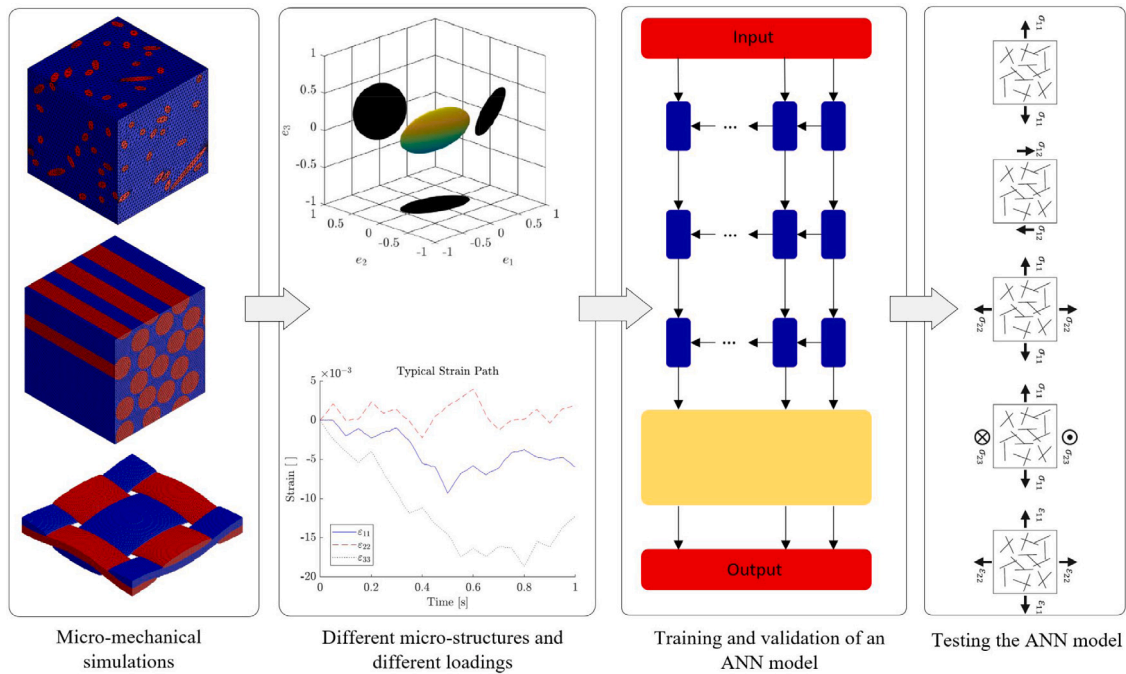 1
0.5
0
-0.5
-1
e₃
1
0.5
0
-0.5
-1
e₂
-1
-0.5
0
0.5
1
e₁
×10⁻³
Typical Strain Path
5
0
-5
-10
-15
-20
Strain [ ]
ε₁₁
ε₂₂
ε₃₃
0
0.2
0.4
0.6
0.8
1
Time [s]
Input
...
...
...
Output
σ₁₁
σ₁₁
σ₁₂
σ₁₂
σ₁₁
σ₂₂
σ₂₂
σ₁₁
σ₁₁
σ₂₃
σ₂₃
σ₁₁
ε₁₁
ε₂₂
ε₂₂
ε₁₁
Micro-mechanical
simulations
Different micro-structures and
different loadings
Training and validation of an
ANN model
Testing the ANN model